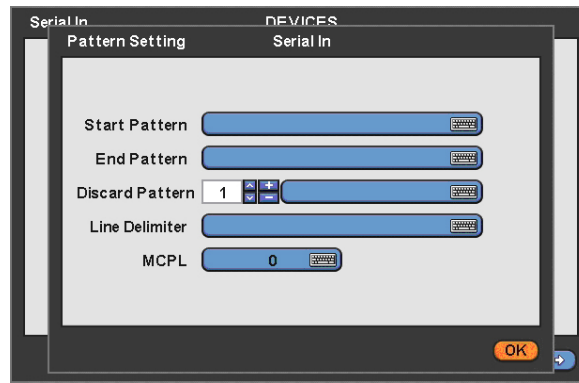 Serial In DEVICES
Pattern Setting Serial In
Start Pattern
End Pattern
Discard Pattern 1
Line Delimiter
MCPL 0
OK